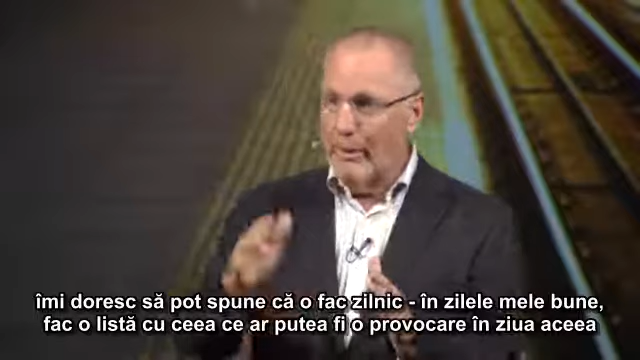 îmi doresc să pot spune că o fac zilnic - în zilele mele bune,
fac o listă cu ceea ce ar putea fi o provocare în ziua aceea